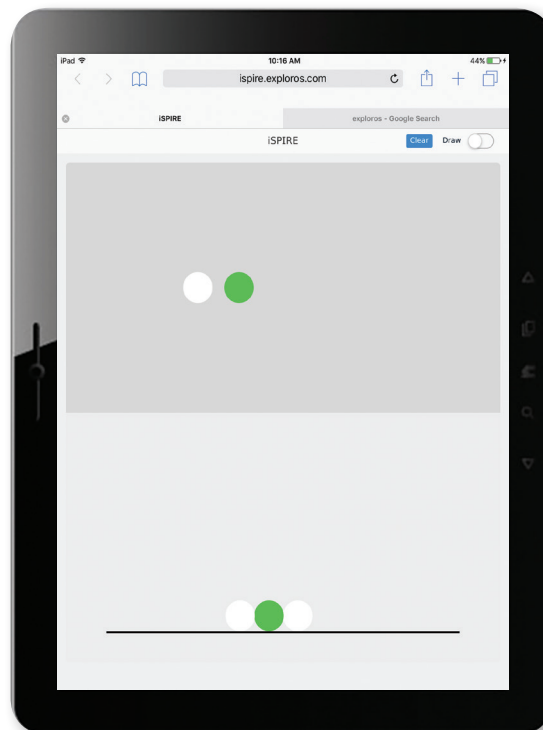 iPad 10:16 AM 44%
ispire.exploros.com
iSPIRE exploros - Google Search
iSPIRE Clear Draw